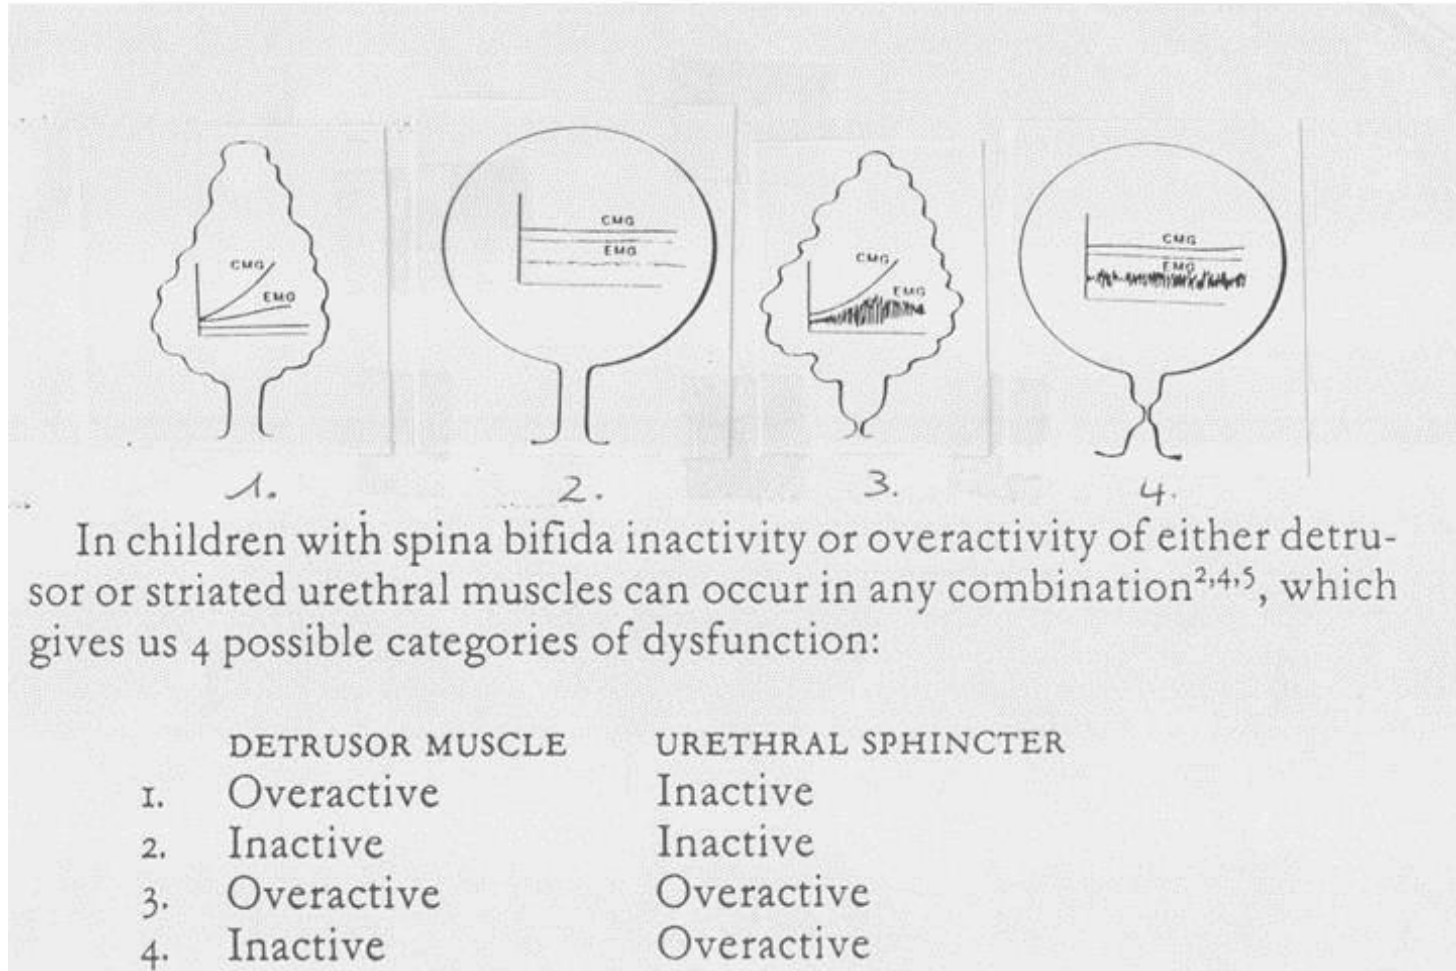 CMG
EMG
CMG
EMG
CMG
EMG
CMG
EMG
1. 2. 3. 4.
In children with spina bifida inactivity or overactivity of either detru-
sor or striated urethral muscles can occur in any combination²,⁴,⁵, which
gives us 4 possible categories of dysfunction:
DETRUSOR MUSCLE URETHRAL SPHINCTER
1. Overactive Inactive
2. Inactive Inactive
3. Overactive Overactive
4. Inactive Overactive